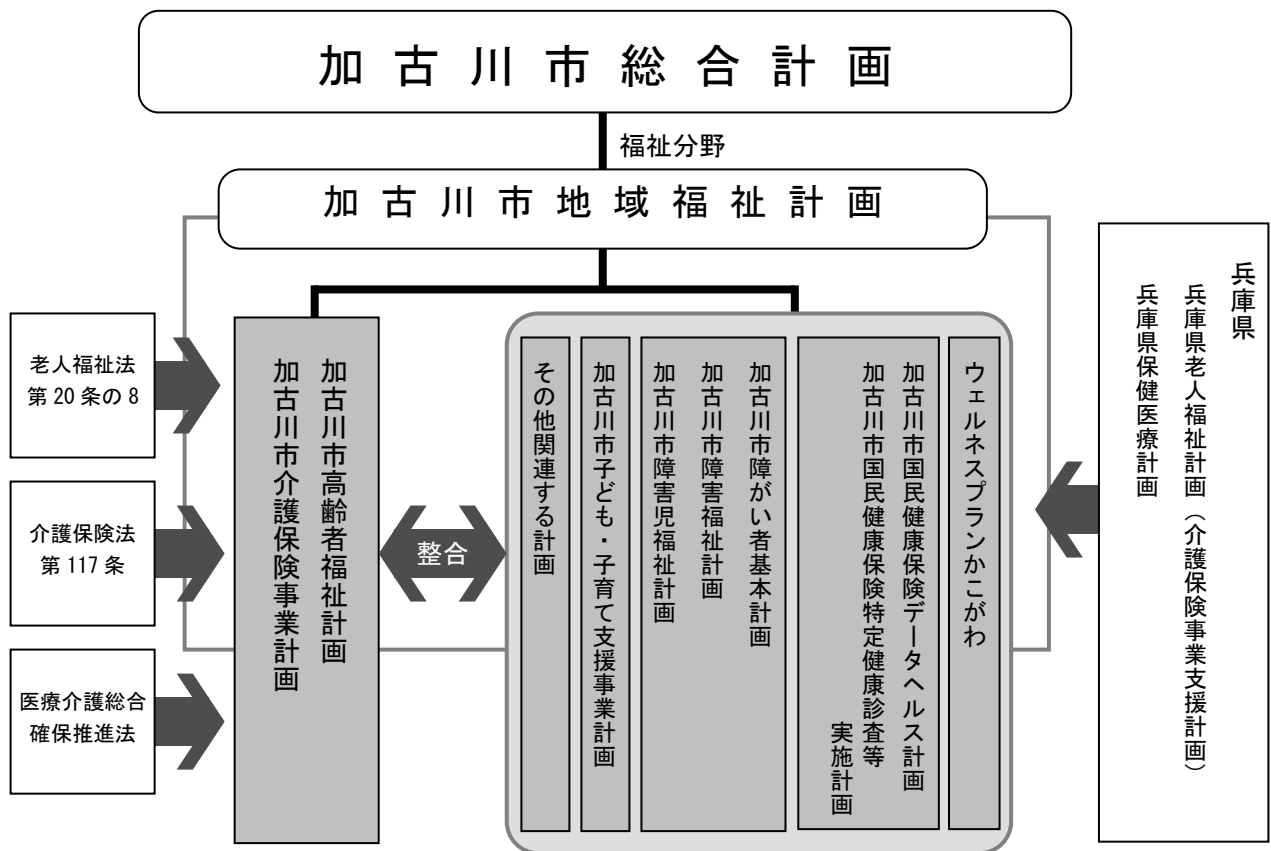 加古川市総合計画
福祉分野
加古川市地域福祉計画
老人福祉法
第20条の8
介護保険法
第117条
医療介護総合
確保推進法
加古川市高齢者福祉計画
加古川市介護保険事業計画
整合
ウェルネスプランかこがわ
加古川市国民健康保険データヘルス計画
加古川市国民健康保険特定健康診査等
実施計画
加古川市障がい者基本計画
加古川市障害福祉計画
加古川市障害児福祉計画
加古川市子ども・子育て支援事業計画
その他関連する計画
兵庫県
兵庫県老人福祉計画（介護保険事業支援計画）
兵庫県保健医療計画